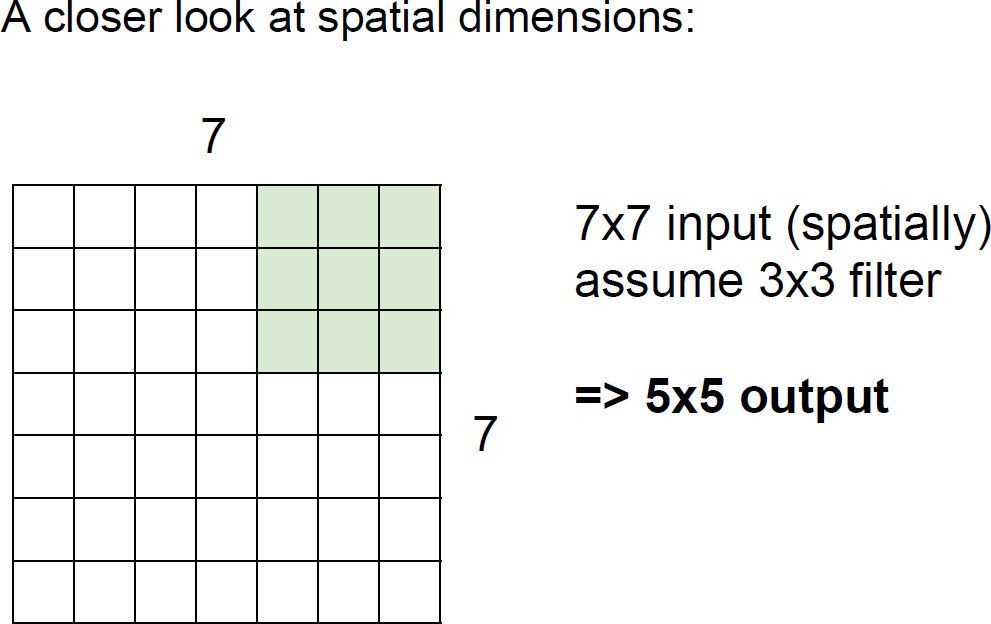 A closer look at spatial dimensions:
7
7x7 input (spatially)
assume 3x3 filter
=> 5x5 output
7